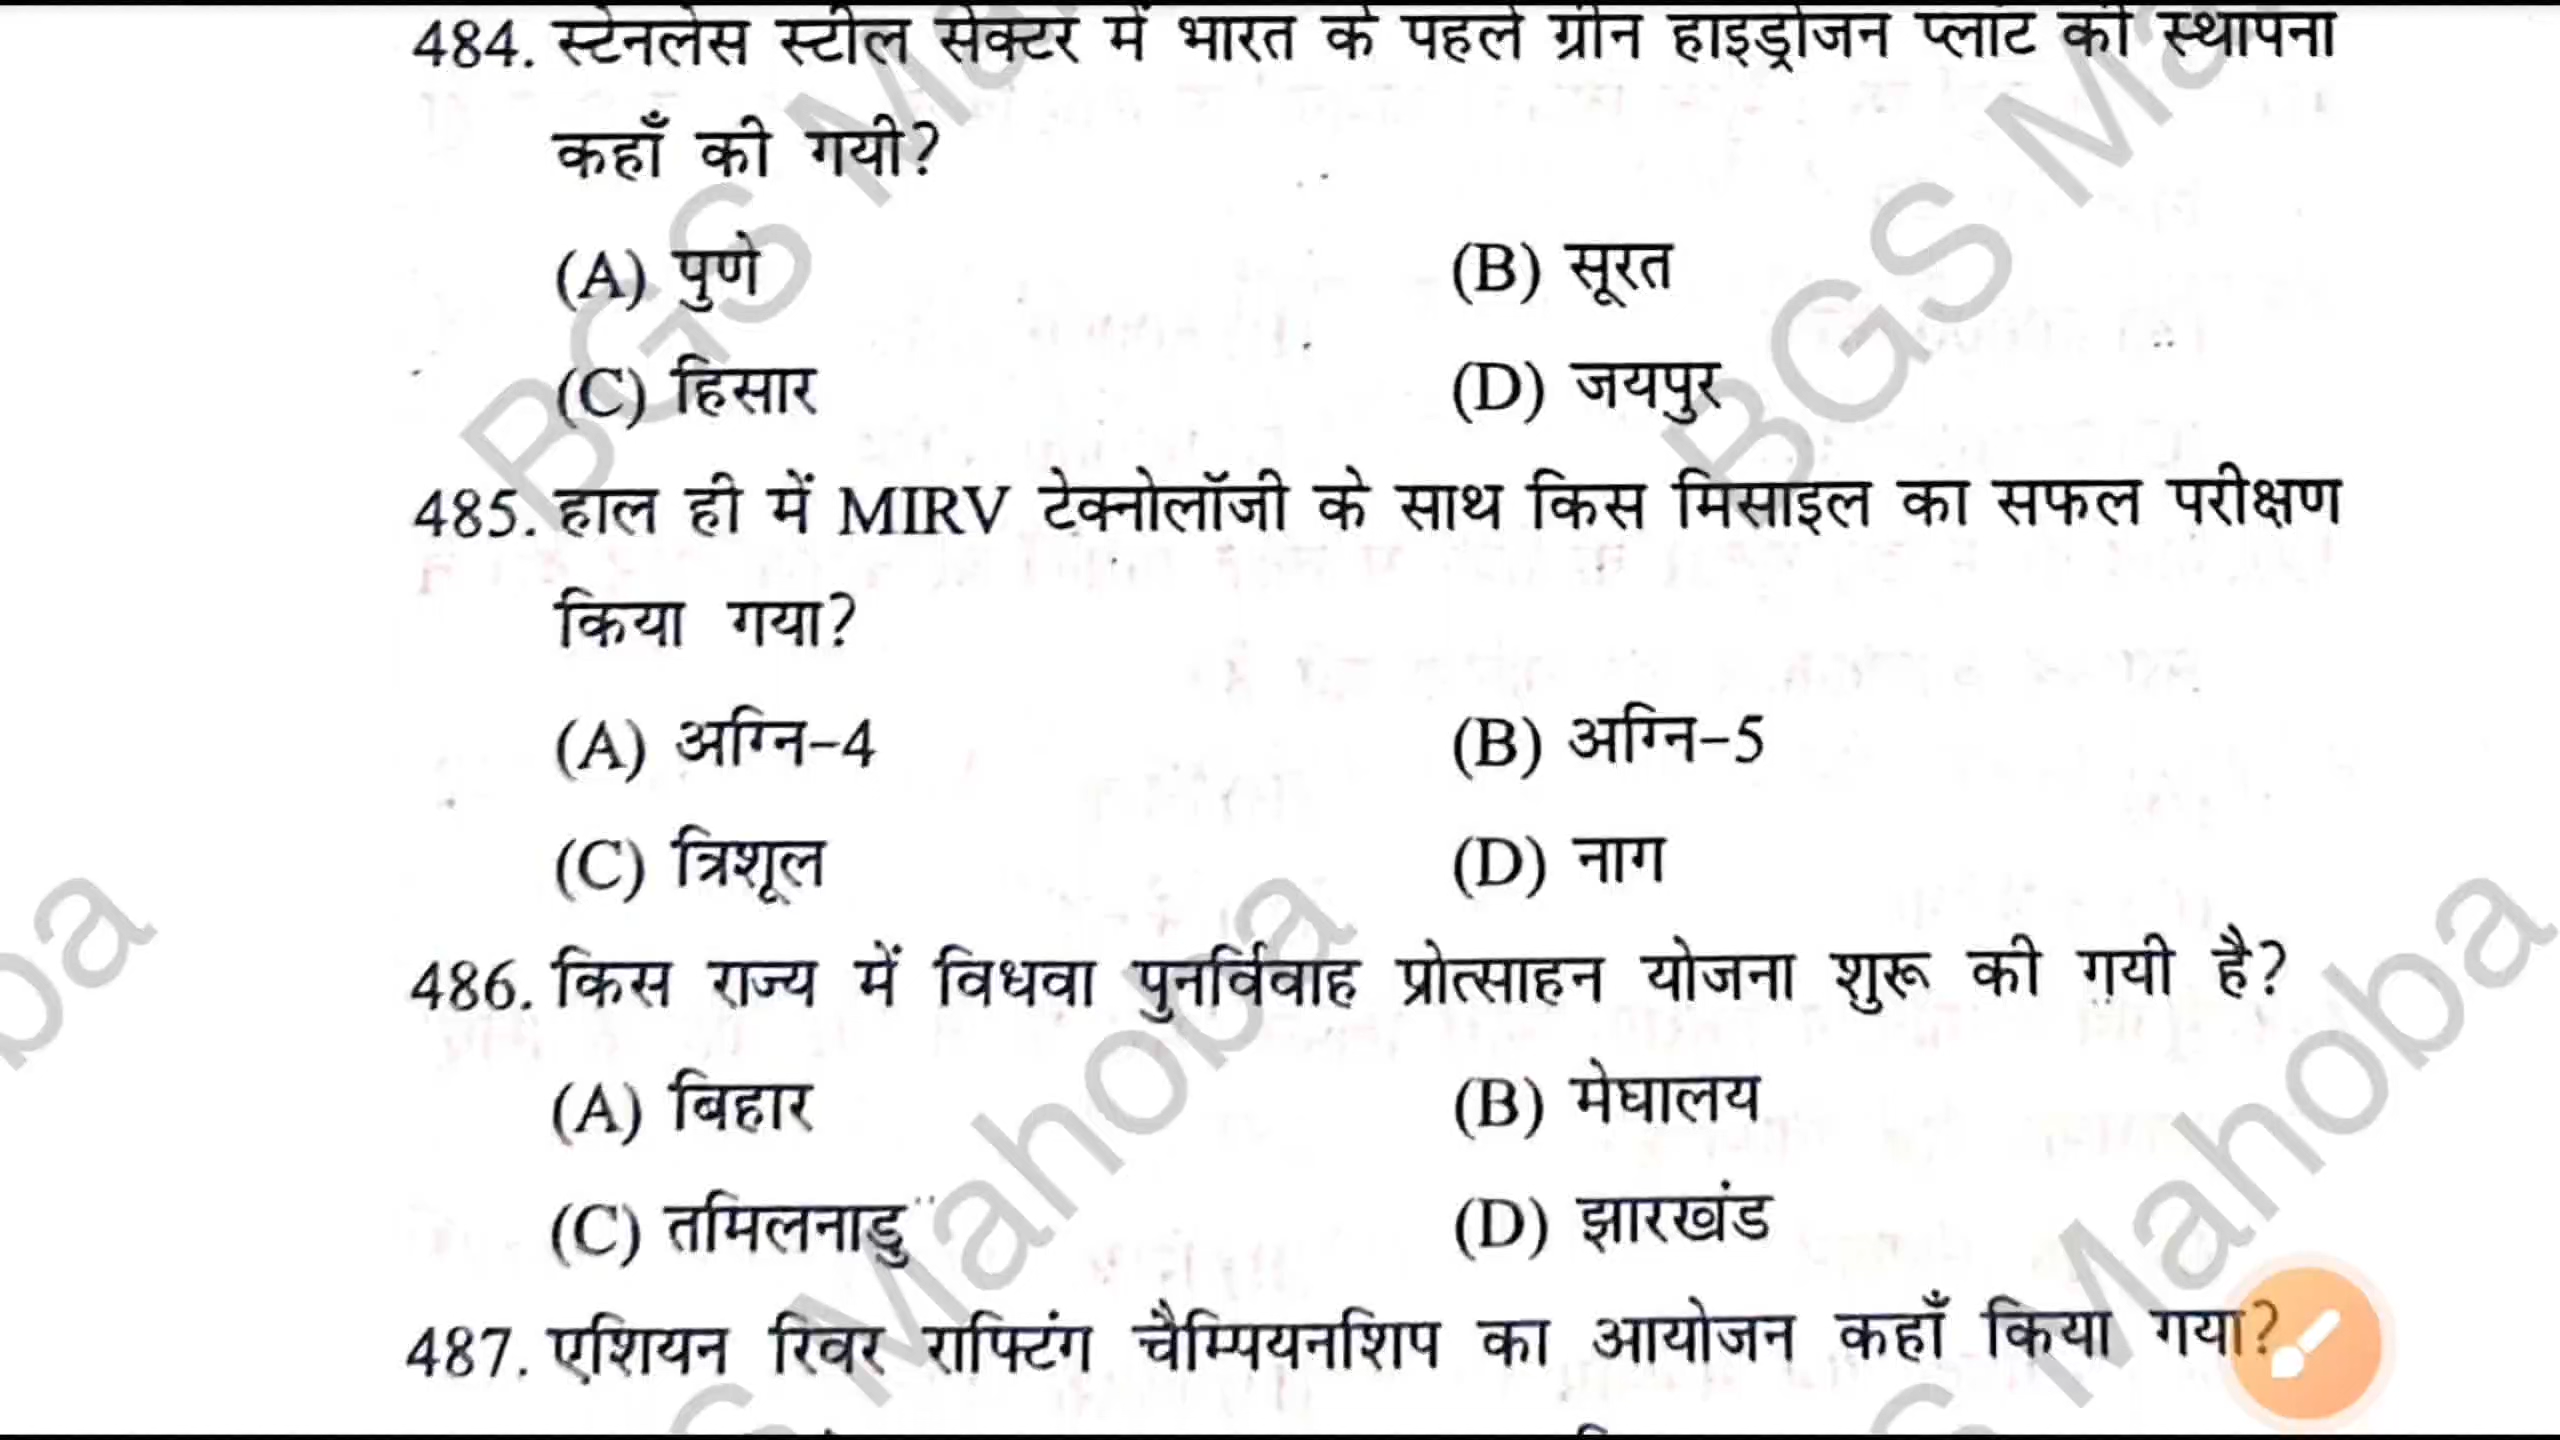 484. स्टेनलेस स्टील सेक्टर में भारत के पहले ग्रीन हाइड्रोजन प्लांट की स्थापना
कहाँ की गयी?
(A) पुणे (B) सूरत
(C) हिसार (D) जयपुर
485. हाल ही में MIRV टेक्नोलॉजी के साथ किस मिसाइल का सफल परीक्षण
किया गया?
(A) अग्नि-4 (B) अग्नि-5
(C) त्रिशूल (D) नाग
486. किस राज्य में विधवा पुनर्विवाह प्रोत्साहन योजना शुरू की गयी है?
(A) बिहार (B) मेघालय
(C) तमिलनाडु (D) झारखंड
487. एशियन रिवर राफ्टिंग चैम्पियनशिप का आयोजन कहाँ किया गया?
BGS Mahoba